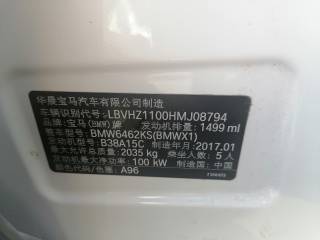 华晨宝马汽车有限公司制造
车辆识别代号:LBVHZ1100HMJ08794
品牌:宝马(BMW)牌 发动机排量:1499 ml
整车型号:BMW6462KS(BMWX1)
发动机型号:B38A15C 制造年月:2017.01
最大允许总质量:2035 kg 乘坐人数:5人
发动机最大净功率:100 kW 制造国:中国
颜色代码/色差:A96